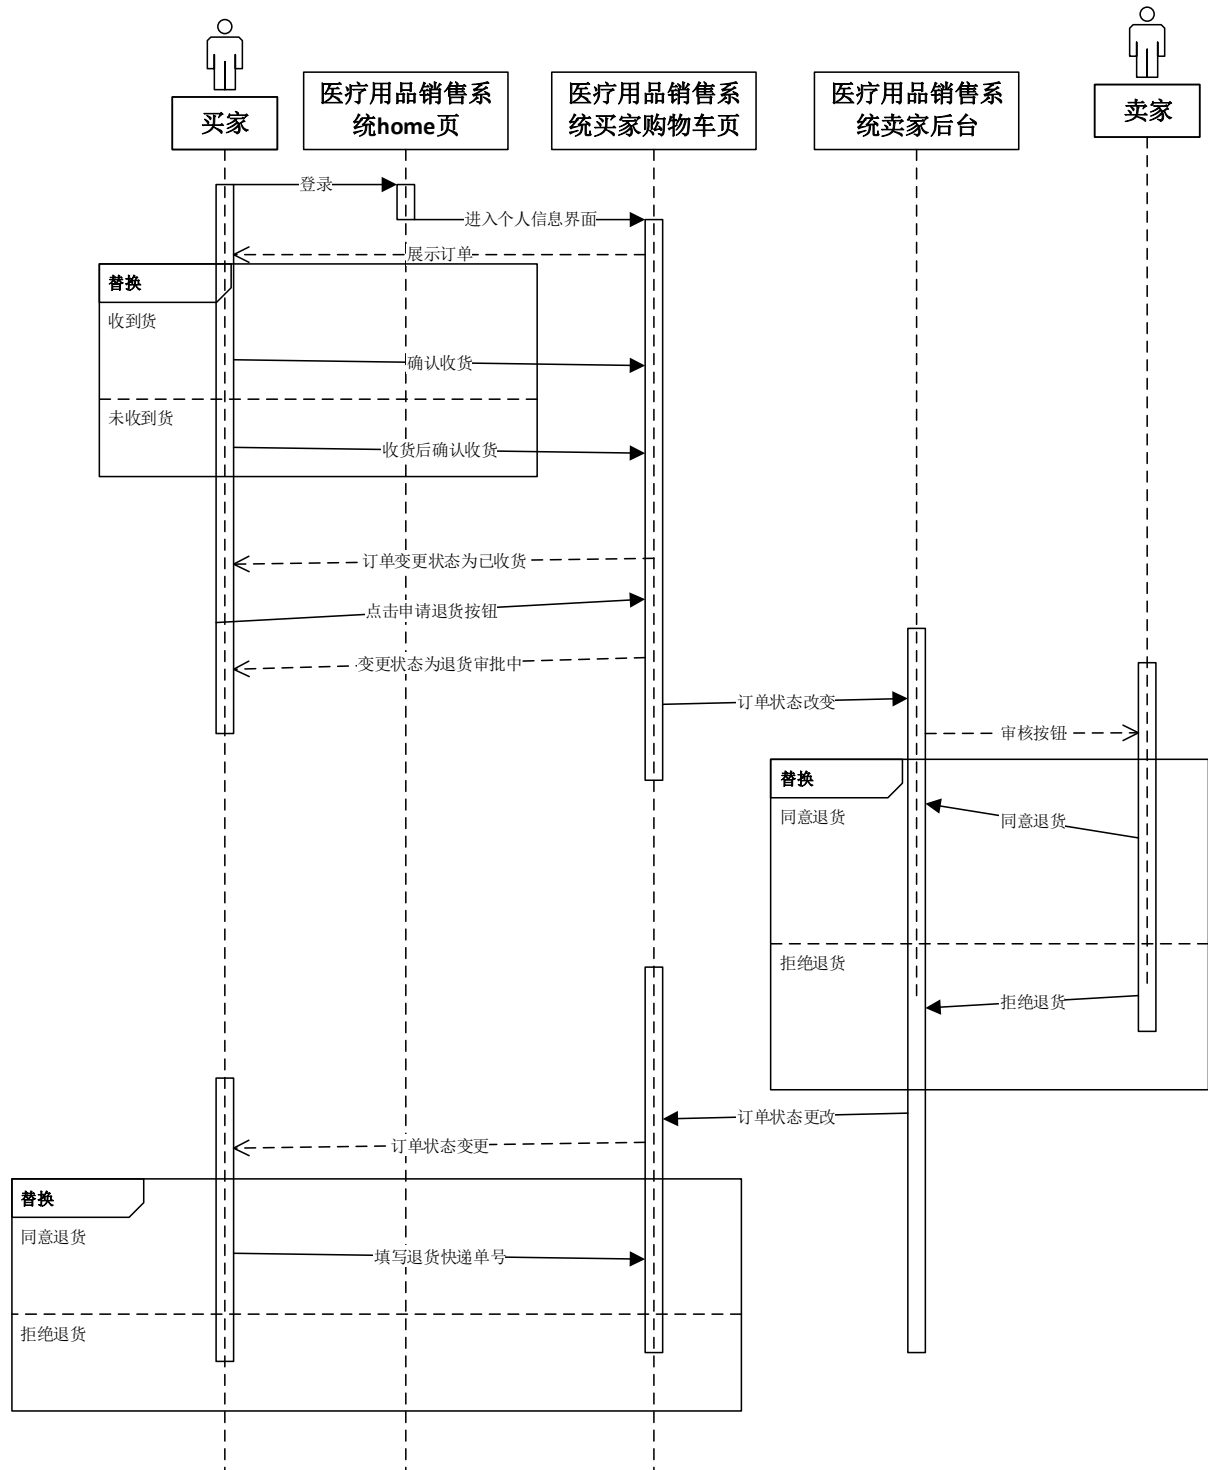 买家
医疗用品销售系
统home页
医疗用品销售系
统买家购物车页
医疗用品销售系
统卖家后台
卖家
登录
进入个人信息界面
展示订单
替换
收到货
确认收货
未收到货
收货后确认收货
订单变更状态为已收货
点击申请退货按钮
变更状态为退货审批中
订单状态改变
审核按钮
替换
同意退货
同意退货
拒绝退货
拒绝退货
订单状态更改
订单状态变更
替换
同意退货
填写退货快递单号
拒绝退货